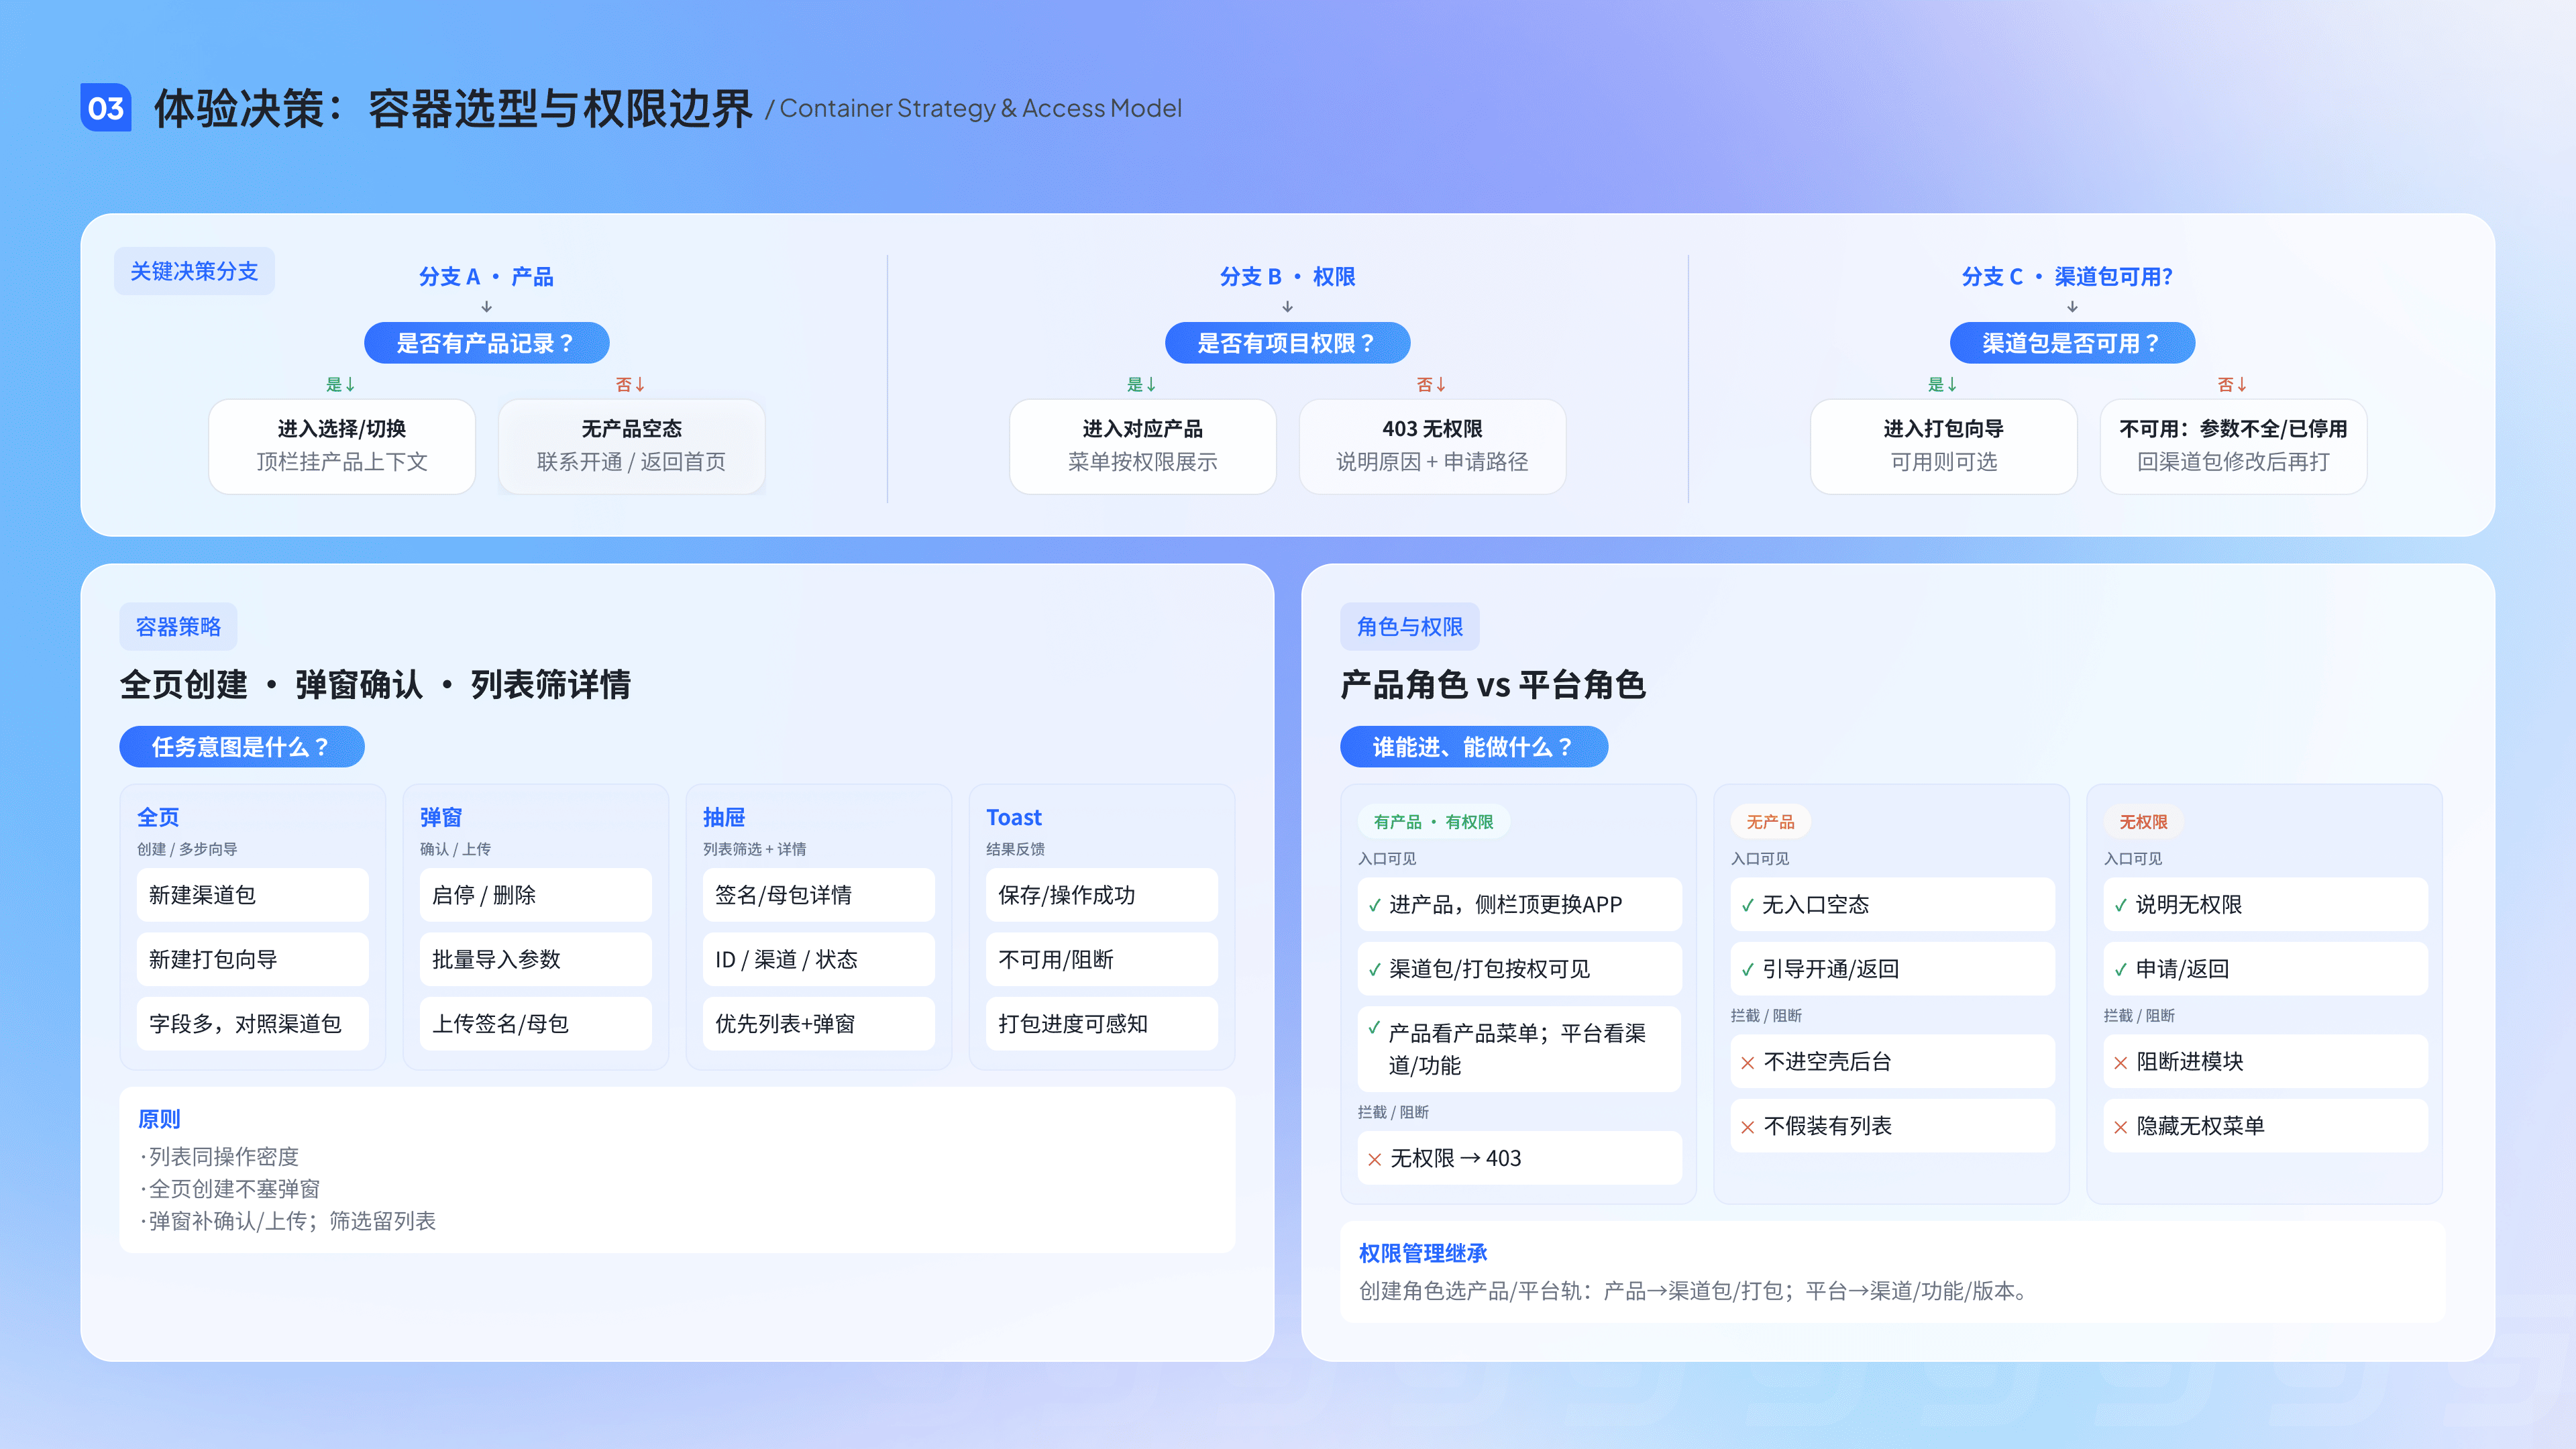 03 体验决策：容器选型与权限边界 / Container Strategy & Access Model
关键决策分支
分支 A · 产品
↓
是否有产品记录？
是↓
否↓
进入选择/切换
顶栏挂产品上下文
无产品空态
联系开通 / 返回首页
分支 B · 权限
↓
是否有项目权限？
是↓
否↓
进入对应产品
菜单按权限展示
403 无权限
说明原因 + 申请路径
分支 C · 渠道包可用？
↓
渠道包是否可用？
是↓
否↓
进入打包向导
可用则可选
不可用：参数不全/已停用
回渠道包修改后再打
容器策略
全页创建 · 弹窗确认 · 列表筛详情
任务意图是什么？
全页
创建 / 多步向导
新建渠道包
新建打包向导
字段多，对照渠道包
弹窗
确认 / 上传
启停 / 删除
批量导入参数
上传签名/母包
抽屉
列表筛选 + 详情
签名/母包详情
ID / 渠道 / 状态
优先列表+弹窗
Toast
结果反馈
保存/操作成功
不可用/阻断
打包进度可感知
原则
·列表同操作密度
·全页创建不塞弹窗
·弹窗补确认/上传；筛选留列表
角色与权限
产品角色 vs 平台角色
谁能进、能做什么？
有产品 · 有权限
入口可见
✓ 进产品，侧栏顶更换APP
✓ 渠道包/打包按权可见
✓ 产品看产品菜单；平台看渠
道/功能
拦截 / 阻断
× 无权限 → 403
无产品
入口可见
✓ 无入口空态
✓ 引导开通/返回
拦截 / 阻断
× 不进空壳后台
× 不假装有列表
无权限
入口可见
✓ 说明无权限
✓ 申请/返回
拦截 / 阻断
× 阻断进模块
× 隐藏无权菜单
权限管理继承
创建角色选产品/平台轨：产品→渠道包/打包；平台→渠道/功能/版本。